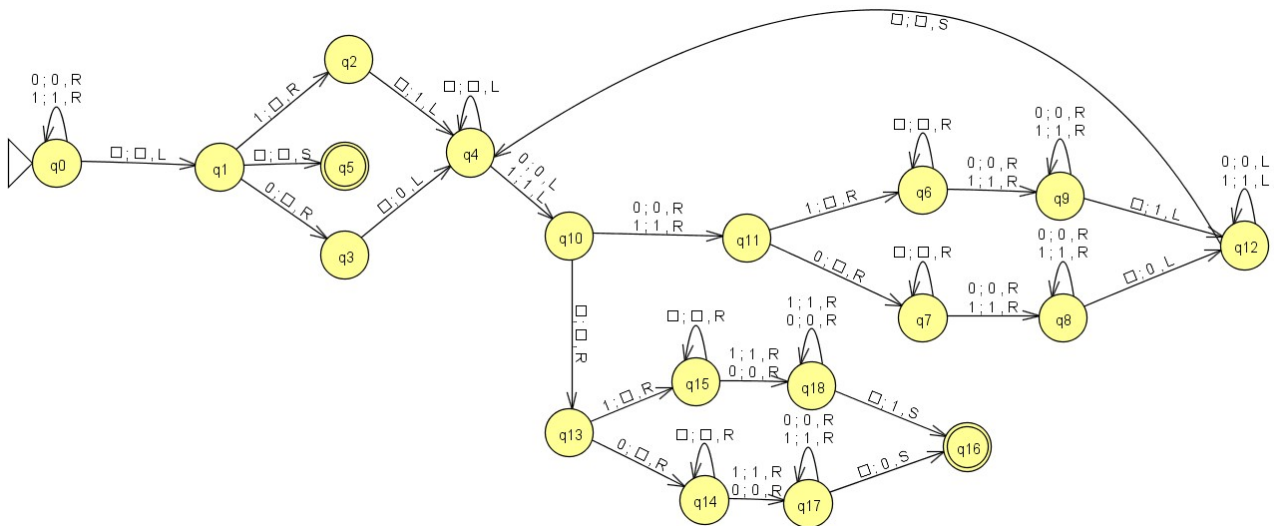 □;□,S
q2
0;0,R
1;1,R
1;□,R
□;1,L
□;□,L
q0
□;□,L
q1
□;□,S
q5
q4
0;□,R
□;0,L
q3
0;0,L
1;1,L
q10
0;0,R
1;1,R
q11
1;□,R
0;□,R
□;□,R
q6
0;0,R
1;1,R
0;0,R
1;1,R
q9
□;1,L
□;□,R
q7
0;0,R
1;1,R
0;0,R
1;1,R
q8
□;0,L
0;0,L
1;1,L
q12
□;□,R
q13
1;□,R
0;□,R
□;□,R
q15
1;1,R
0;0,R
1;1,R
0;0,R
q18
□;1,S
□;□,R
q14
1;1,R
0;0,R
0;0,R
1;1,R
q17
□;0,S
q16